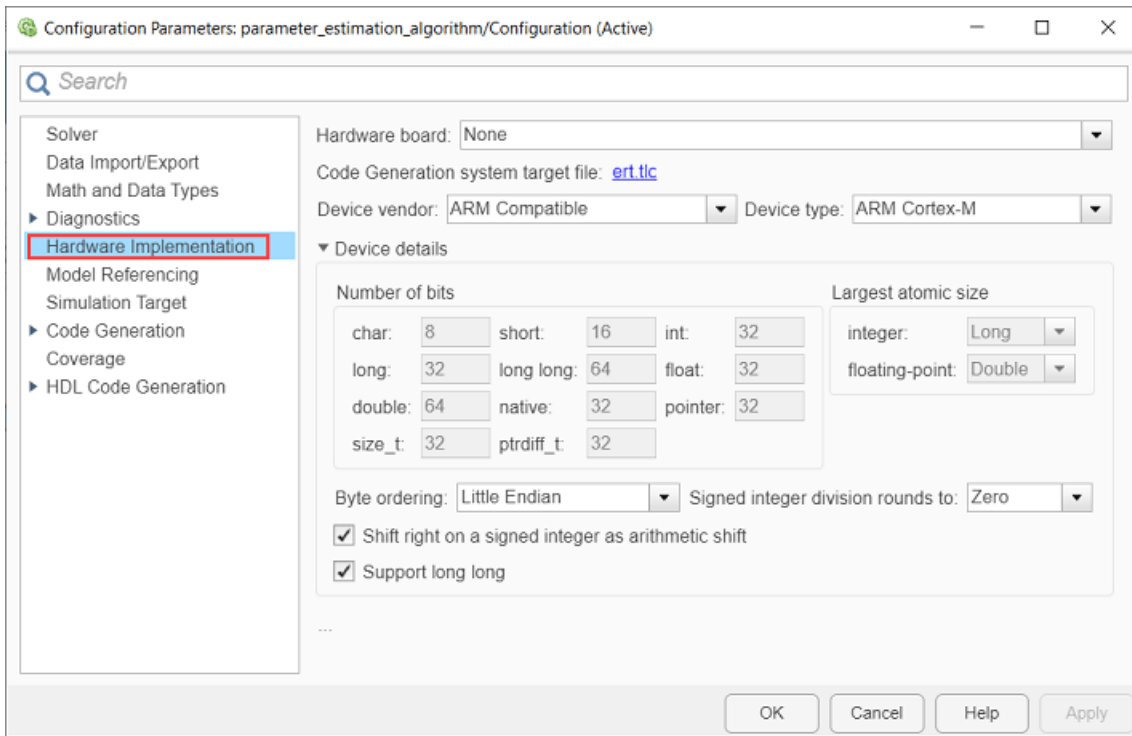 Configuration Parameters: parameter_estimation_algorithm/Configuration (Active)
Search
Solver
Data Import/Export
Math and Data Types
Diagnostics
Hardware Implementation
Model Referencing
Simulation Target
Code Generation
Coverage
HDL Code Generation
Hardware board: None
Code Generation system target file: ert.tlc
Device vendor: ARM Compatible Device type: ARM Cortex-M
Device details
Number of bits Largest atomic size
char: 8 short: 16 int: 32 integer: Long
long: 32 long long: 64 float: 32 floating-point: Double
double: 64 native: 32 pointer: 32
size_t: 32 ptrdiff_t: 32
Byte ordering: Little Endian Signed integer division rounds to: Zero
Shift right on a signed integer as arithmetic shift
Support long long
...
OK Cancel Help Apply